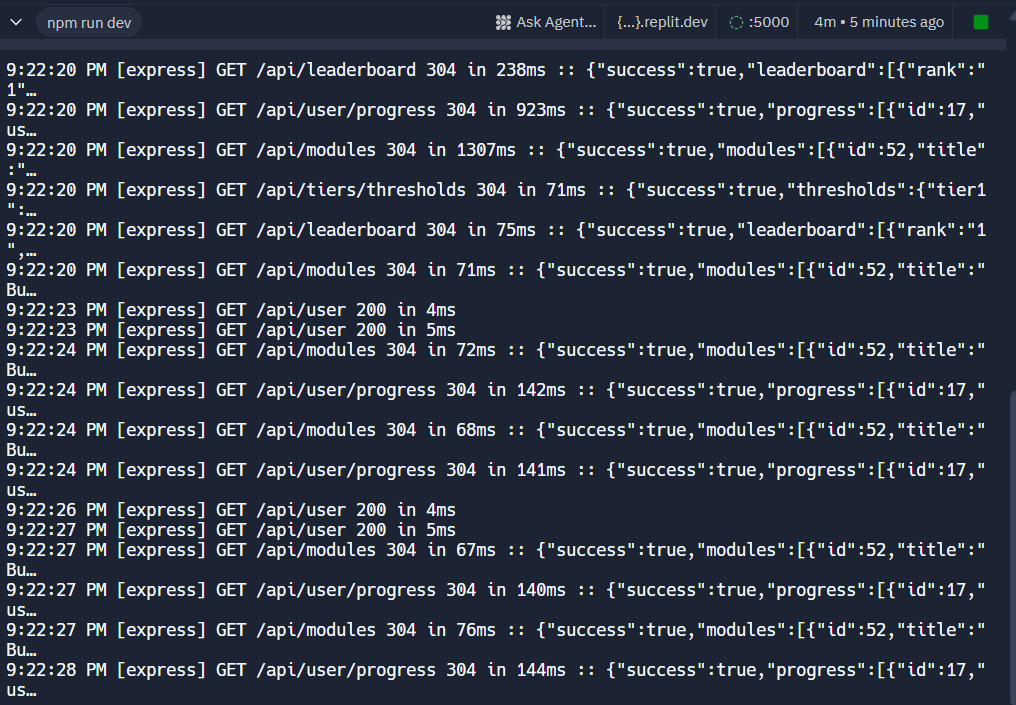 npm run dev
Ask Agent...
{...}.replit.dev
:5000
4m • 5 minutes ago
9:22:20 PM [express] GET /api/leaderboard 304 in 238ms :: {"success":true,"leaderboard":[{"rank":"
1"…
9:22:20 PM [express] GET /api/user/progress 304 in 923ms :: {"success":true,"progress":[{"id":17,"
us…
9:22:20 PM [express] GET /api/modules 304 in 1307ms :: {"success":true,"modules":[{"id":52,"title"
:"…
9:22:20 PM [express] GET /api/tiers/thresholds 304 in 71ms :: {"success":true,"thresholds":{"tier1
":…
9:22:20 PM [express] GET /api/leaderboard 304 in 75ms :: {"success":true,"leaderboard":[{"rank":"1
",…
9:22:20 PM [express] GET /api/modules 304 in 71ms :: {"success":true,"modules":[{"id":52,"title":"
Bu…
9:22:23 PM [express] GET /api/user 200 in 4ms
9:22:23 PM [express] GET /api/user 200 in 5ms
9:22:24 PM [express] GET /api/modules 304 in 72ms :: {"success":true,"modules":[{"id":52,"title":"
Bu…
9:22:24 PM [express] GET /api/user/progress 304 in 142ms :: {"success":true,"progress":[{"id":17,"
us…
9:22:24 PM [express] GET /api/modules 304 in 68ms :: {"success":true,"modules":[{"id":52,"title":"
Bu…
9:22:24 PM [express] GET /api/user/progress 304 in 141ms :: {"success":true,"progress":[{"id":17,"
us…
9:22:26 PM [express] GET /api/user 200 in 4ms
9:22:27 PM [express] GET /api/user 200 in 5ms
9:22:27 PM [express] GET /api/modules 304 in 67ms :: {"success":true,"modules":[{"id":52,"title":"
Bu…
9:22:27 PM [express] GET /api/user/progress 304 in 140ms :: {"success":true,"progress":[{"id":17,"
us…
9:22:27 PM [express] GET /api/modules 304 in 76ms :: {"success":true,"modules":[{"id":52,"title":"
Bu…
9:22:28 PM [express] GET /api/user/progress 304 in 144ms :: {"success":true,"progress":[{"id":17,"
us…